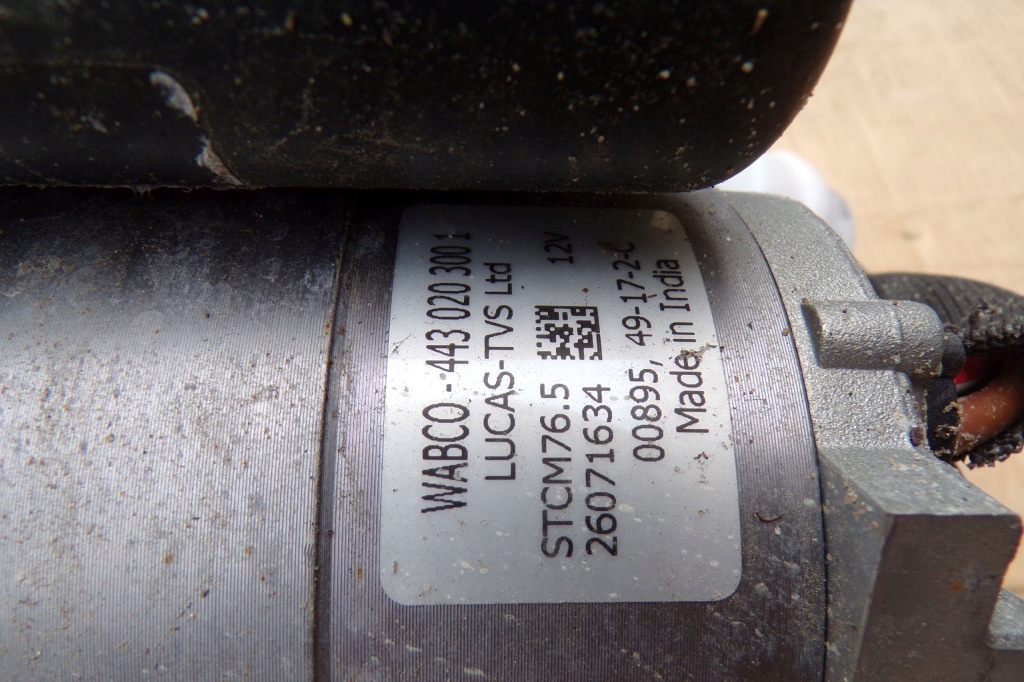 WABCO - 443 020 300 1
LUCAS-TVS Ltd
STCM76.5 12V
26071634
00895, 49-17-2-C
Made in India